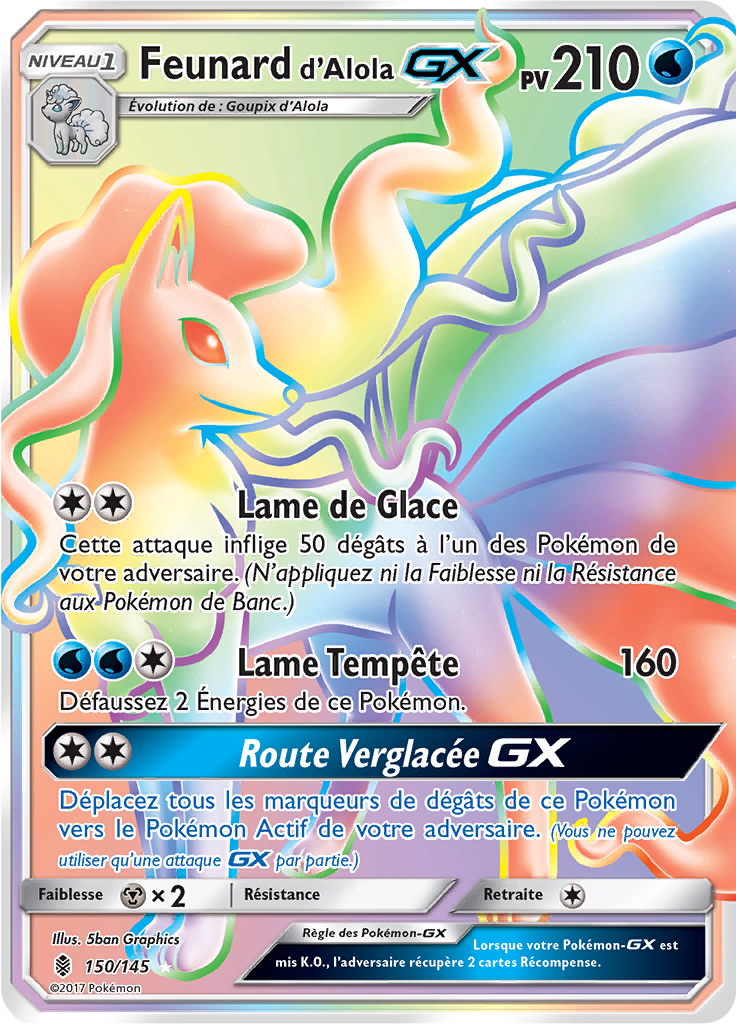 NIVEAU 1 Feunard d'Alola GX PV 210
Évolution de : Goupix d'Alola
Lame de Glace
Cette attaque inflige 50 dégâts à l'un des Pokémon de
votre adversaire. (N'appliquez ni la Faiblesse ni la Résistance
aux Pokémon de Banc.)
Lame Tempête 160
Défaussez 2 Énergies de ce Pokémon.
Route Verglacée GX
Déplacez tous les marqueurs de dégâts de ce Pokémon
vers le Pokémon Actif de votre adversaire. (Vous ne pouvez
utiliser qu'une attaque GX par partie.)
Faiblesse ×2 Résistance Retraite
Illus. 5ban Graphics
150/145
©2017 Pokémon
Règle des Pokémon-GX
Lorsque votre Pokémon-GX est
mis K.O., l'adversaire récupère 2 cartes Récompense.